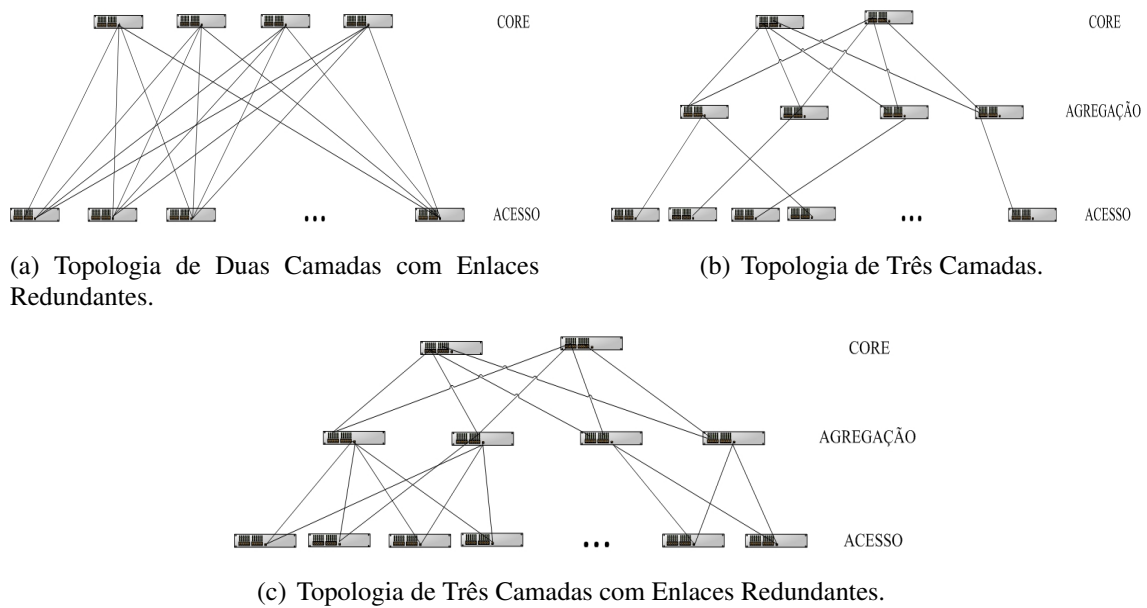 CORE
ACESSO
(a) Topologia de Duas Camadas com Enlaces
Redundantes.
CORE
AGREGAÇÃO
ACESSO
(b) Topologia de Três Camadas.
CORE
AGREGAÇÃO
ACESSO
(c) Topologia de Três Camadas com Enlaces Redundantes.